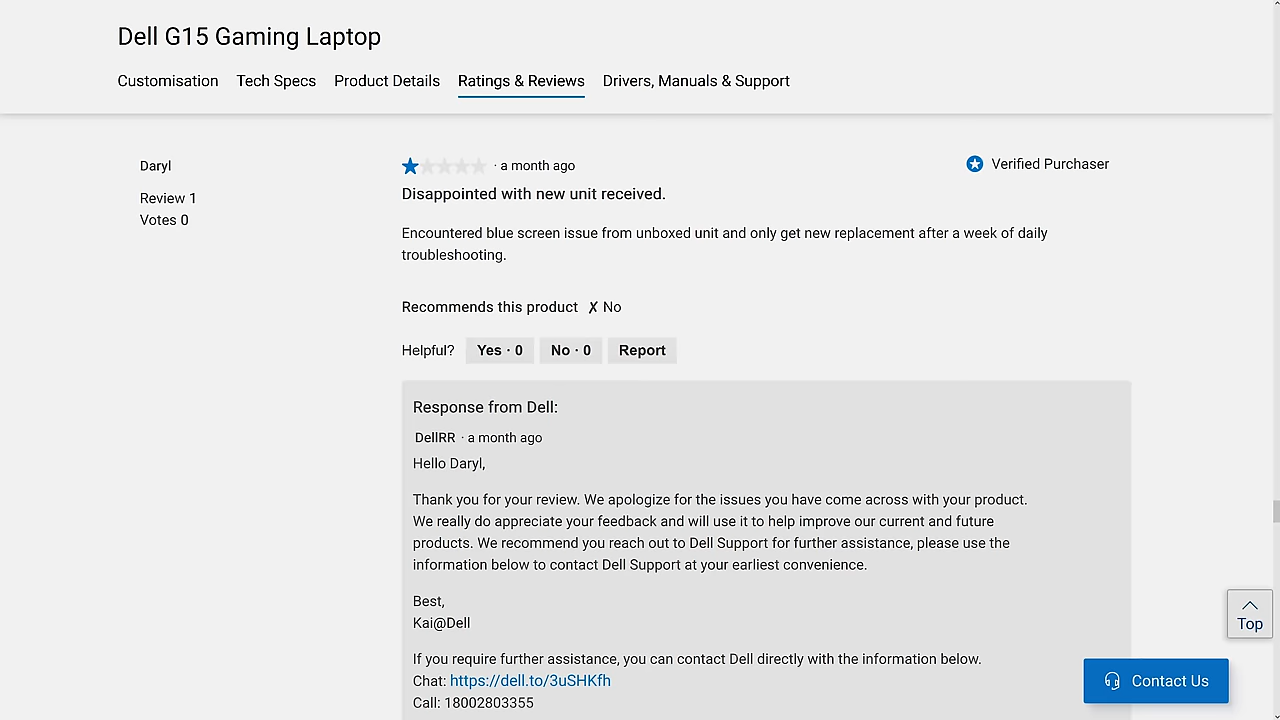 Dell G15 Gaming Laptop
Customisation Tech Specs Product Details Ratings & Reviews Drivers, Manuals & Support
Daryl
Review 1
Votes 0
· a month ago
Verified Purchaser
Disappointed with new unit received.
Encountered blue screen issue from unboxed unit and only get new replacement after a week of daily
troubleshooting.
Recommends this product ✗ No
Helpful? Yes · 0 No · 0 Report
Response from Dell:
DellRR · a month ago
Hello Daryl,
Thank you for your review. We apologize for the issues you have come across with your product.
We really do appreciate your feedback and will use it to help improve our current and future
products. We recommend you reach out to Dell Support for further assistance, please use the
information below to contact Dell Support at your earliest convenience.
Best,
Kai@Dell
If you require further assistance, you can contact Dell directly with the information below.
Chat: https://dell.to/3uSHKfh
Call: 18002803355
Top
Contact Us